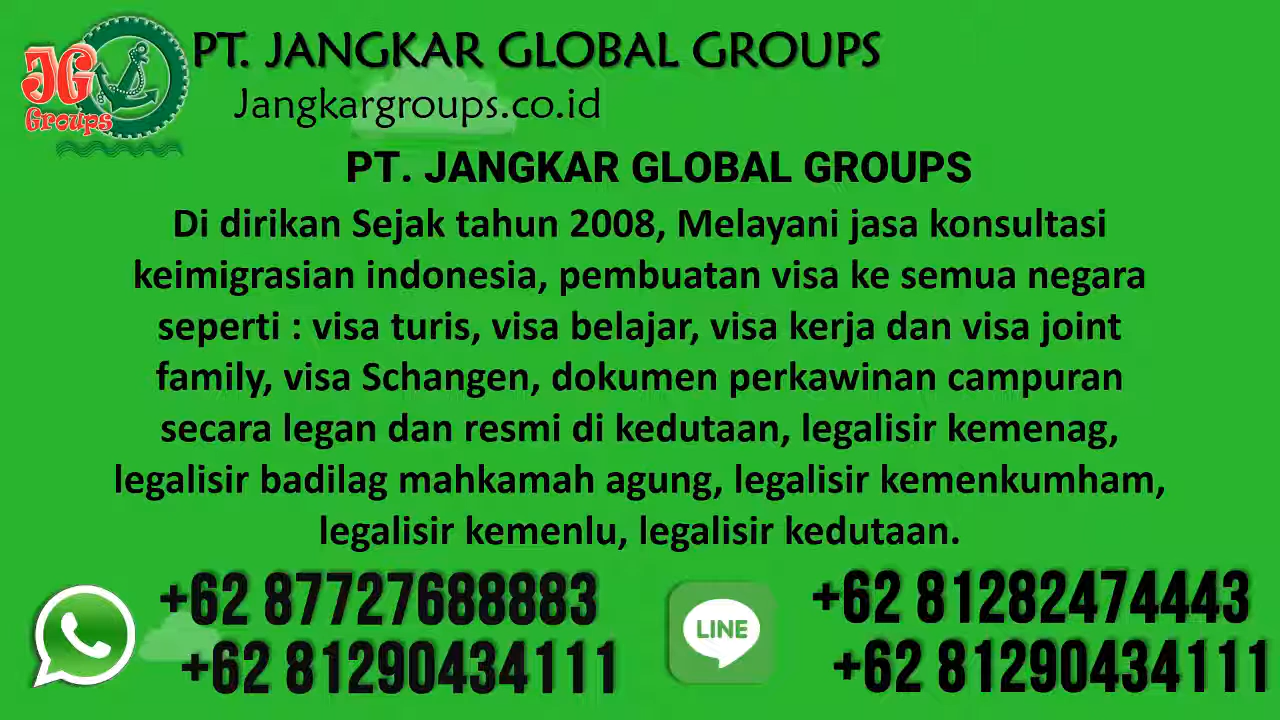 JG
Groups
PT. JANGKAR GLOBAL GROUPS
Jangkargroups.co.id
PT. JANGKAR GLOBAL GROUPS
Di dirikan Sejak tahun 2008, Melayani jasa konsultasi
keimigrasian indonesia, pembuatan visa ke semua negara
seperti : visa turis, visa belajar, visa kerja dan visa joint
family, visa Schangen, dokumen perkawinan campuran
secara legan dan resmi di kedutaan, legalisir kemenag,
legalisir badilag mahkamah agung, legalisir kemenkumham,
legalisir kemenlu, legalisir kedutaan.
+62 87727688883
+62 81290434111
LINE
+62 81282474443
+62 81290434111